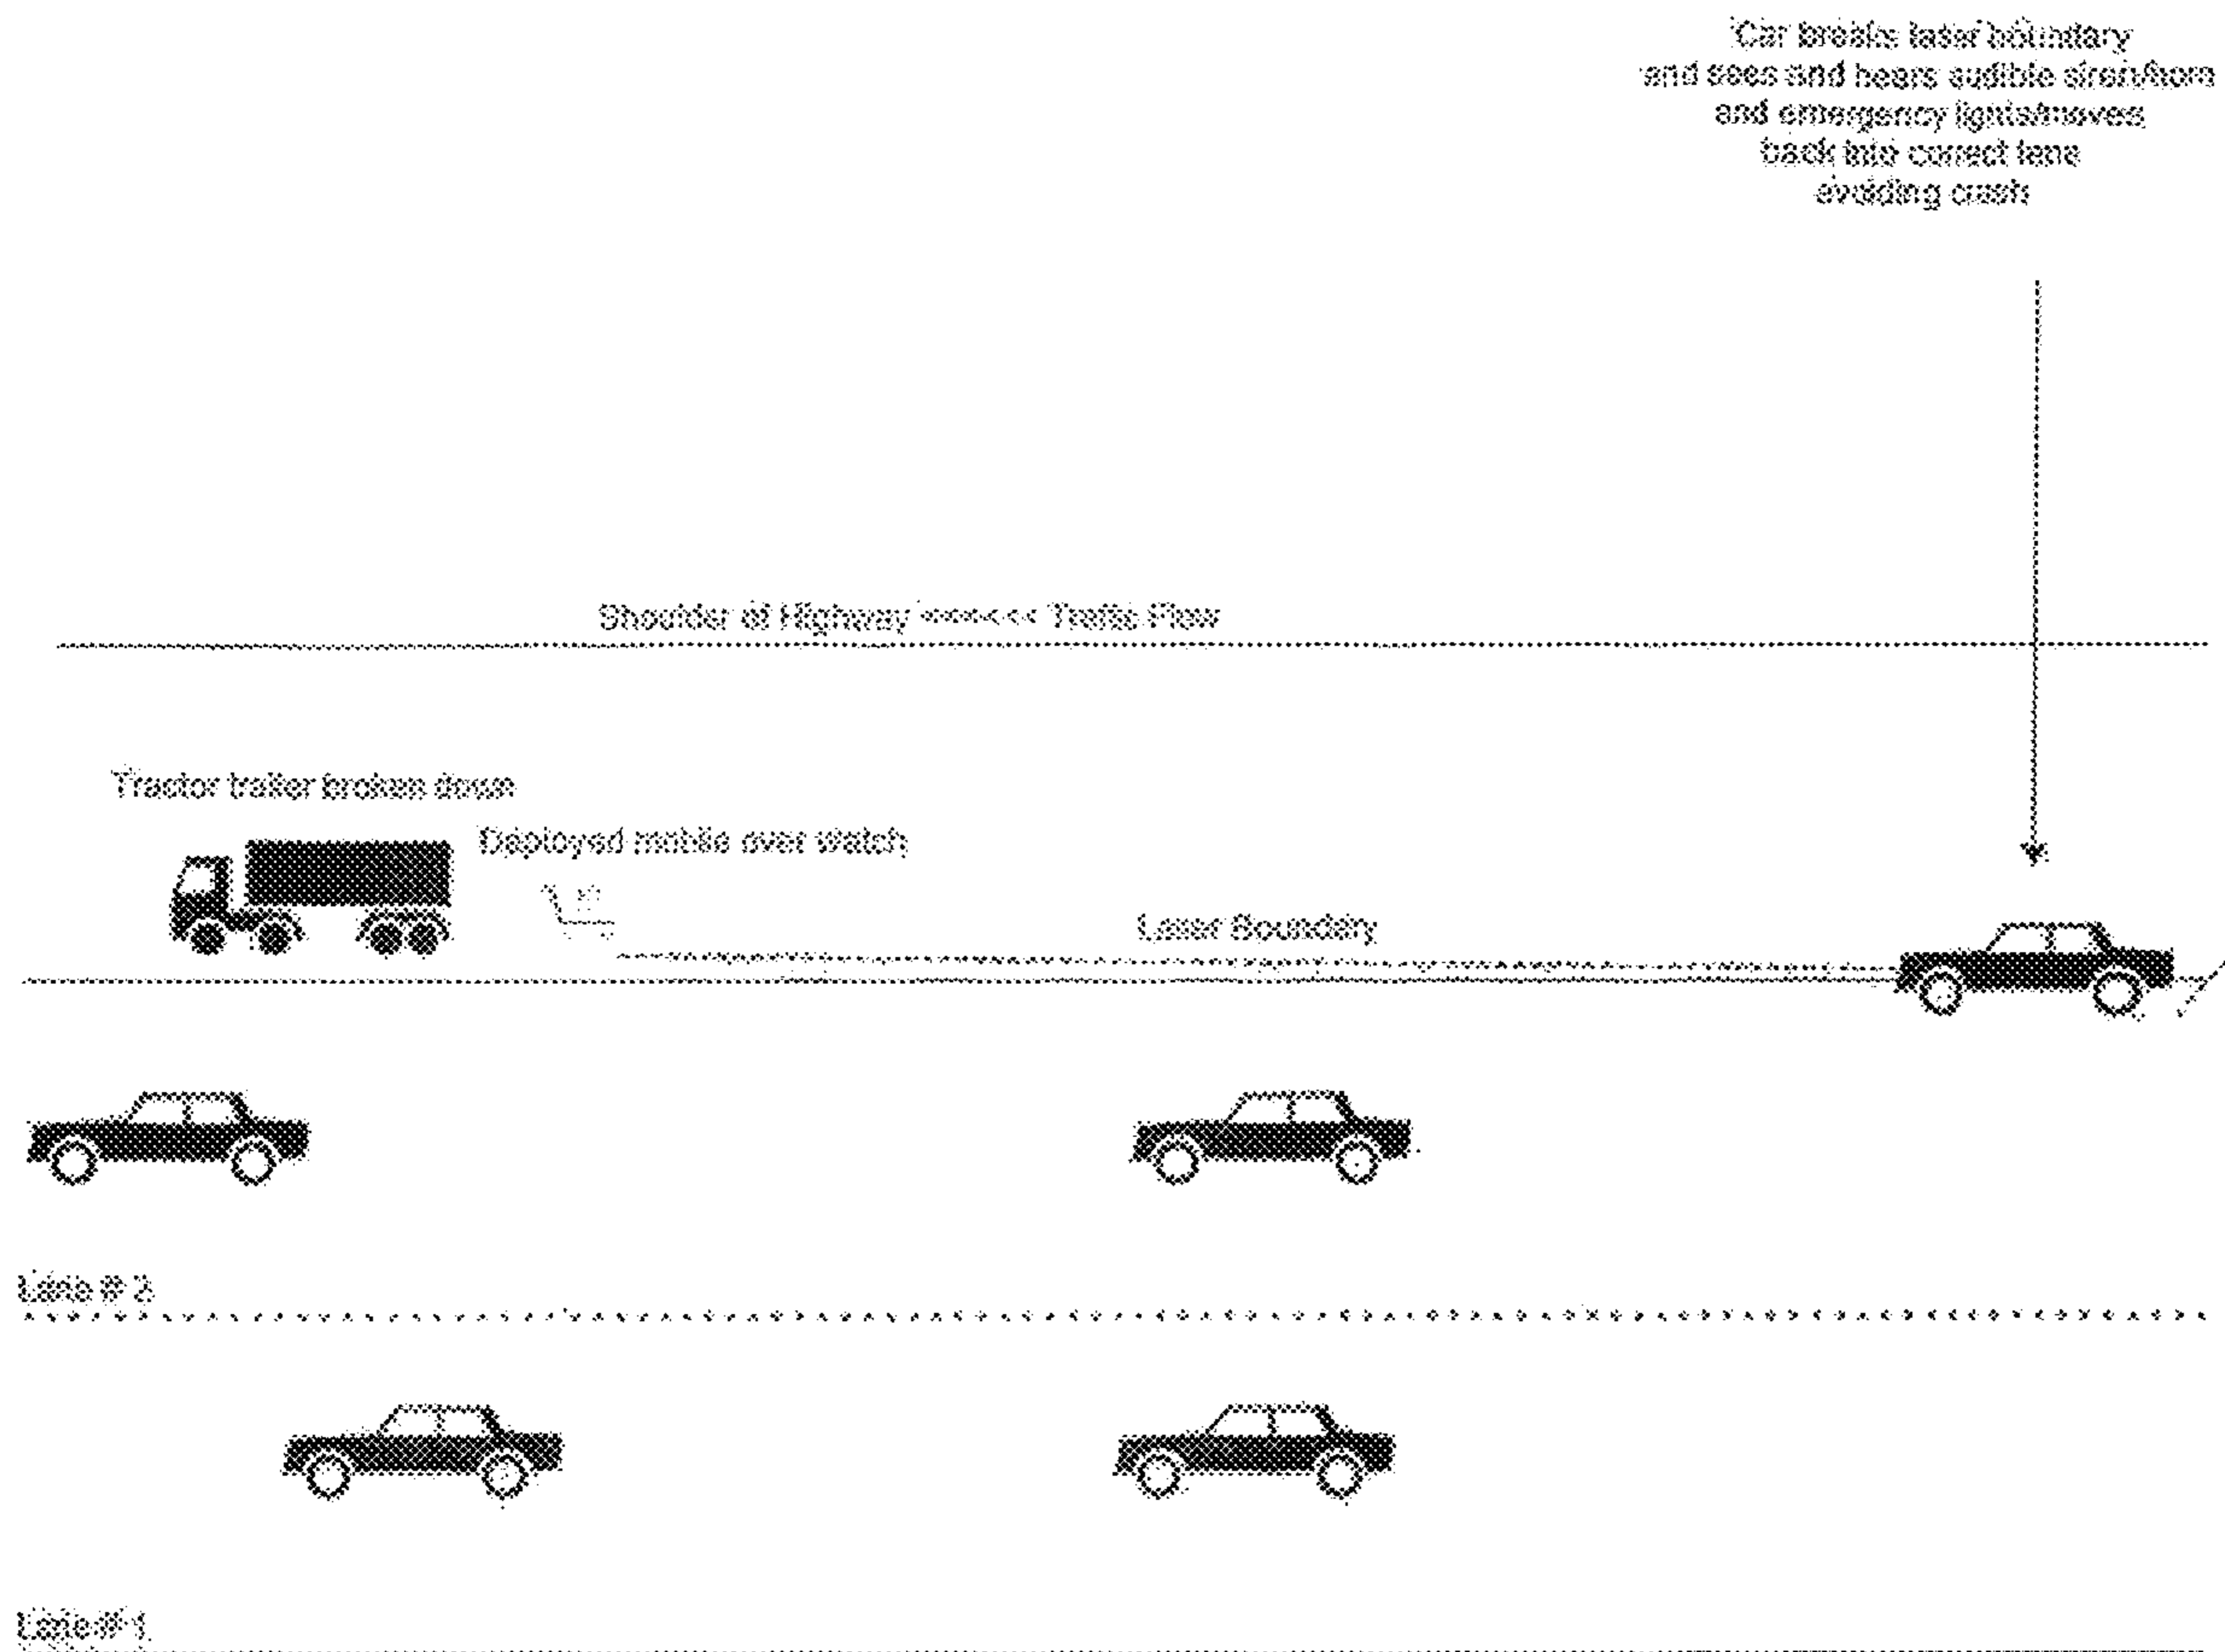 Car breaks laser boundary
and sees and hears audible siren/horn
and emergency lights/moves
back into correct lane
avoiding crash
Shoulder of Highway <<<<<< Traffic Flow
Tractor trailer broken down
Deployed mobile over watch
Laser Boundary
Lane # 2
Lane # 1